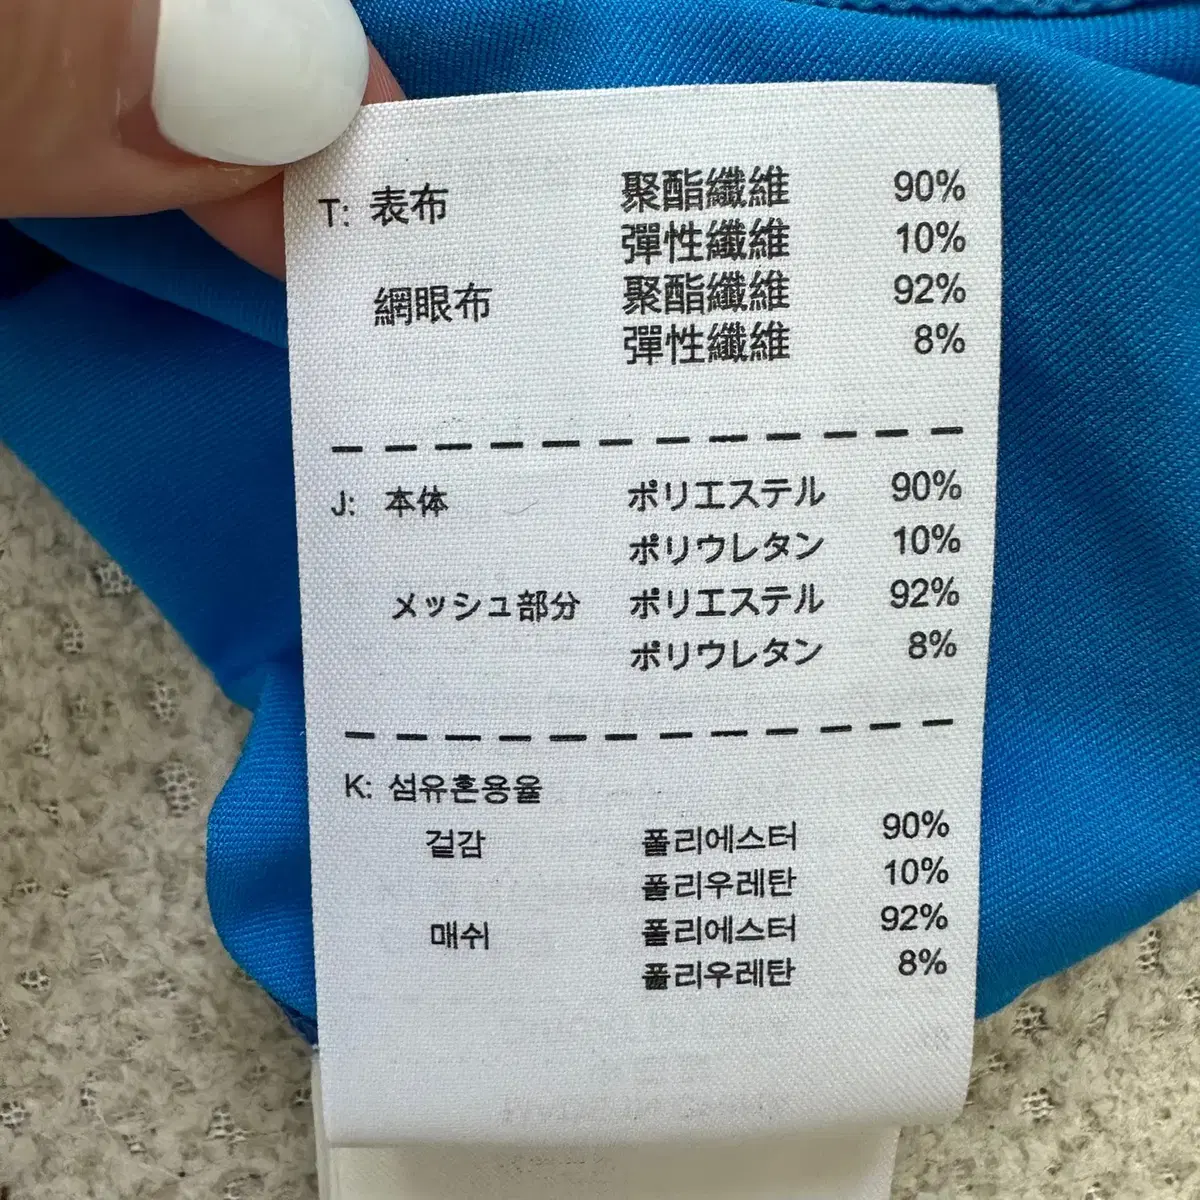 T: 表布 聚酯纖維 90%
彈性纖維 10%
網眼布 聚酯纖維 92%
彈性纖維 8%
J: 本体 ポリエステル 90%
ポリウレタン 10%
メッシュ部分 ポリエステル 92%
ポリウレタン 8%
K: 섬유혼용율
겉감 폴리에스터 90%
폴리우레탄 10%
매쉬 폴리에스터 92%
폴리우레탄 8%